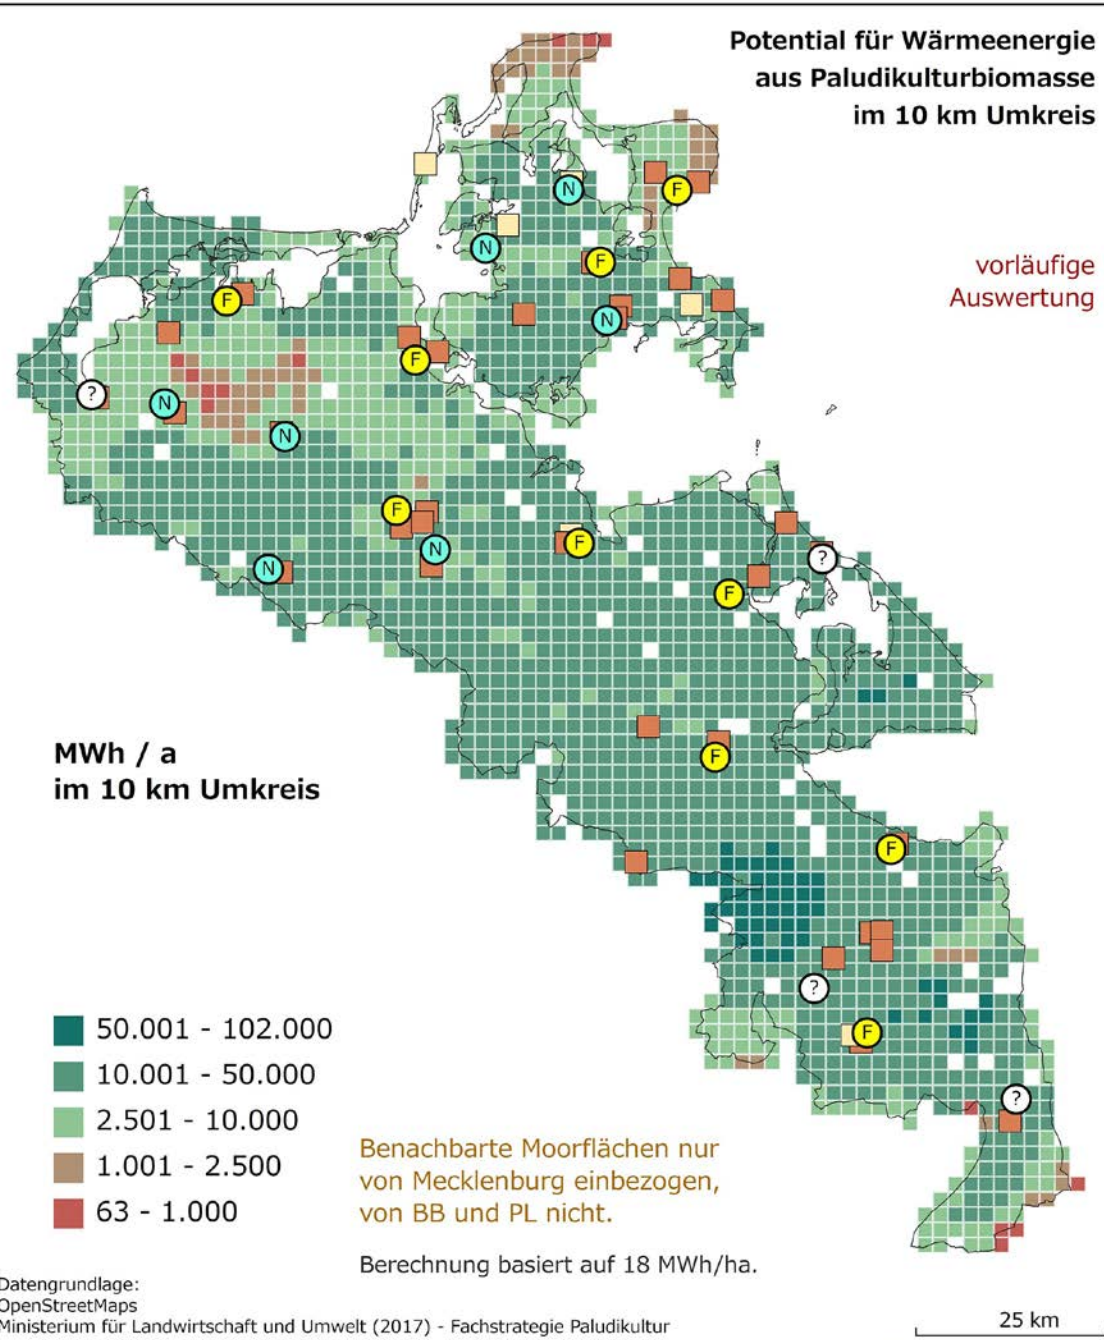 Potential für Wärmeenergie
aus Paludikulturbiomasse
im 10 km Umkreis
vorläufige
Auswertung
N
F
N
F
F
N
F
?
N
N
F
N
F
N
?
F
F
F
?
F
?
MWh / a
im 10 km Umkreis
50.001 - 102.000
10.001 - 50.000
2.501 - 10.000
1.001 - 2.500
63 - 1.000
Benachbarte Moorflächen nur
von Mecklenburg einbezogen,
von BB und PL nicht.
Berechnung basiert auf 18 MWh/ha.
Datengrundlage:
OpenStreetMaps
Ministerium für Landwirtschaft und Umwelt (2017) - Fachstrategie Paludikultur
25 km